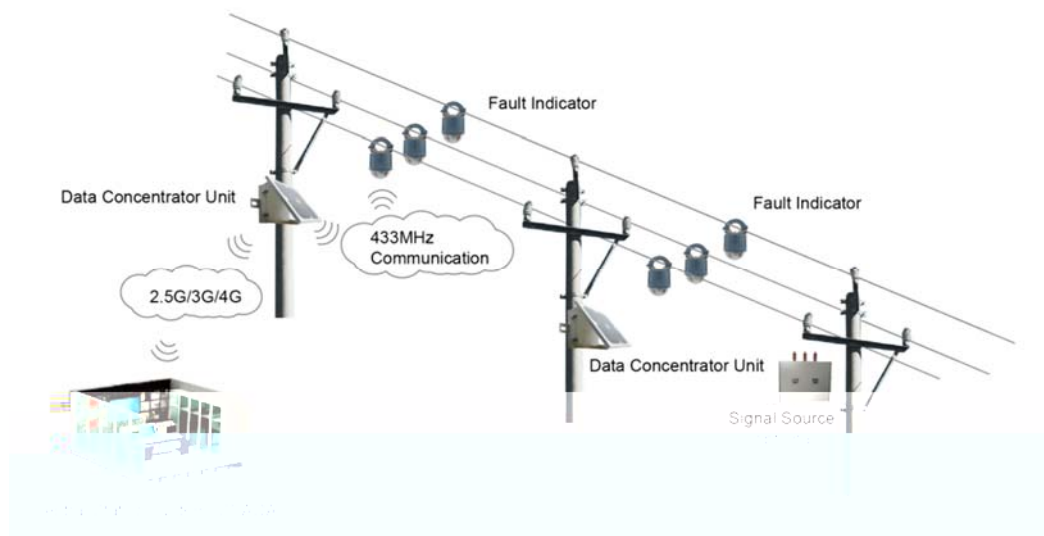 Fault Indicator
Data Concentrator Unit
Fault Indicator
433MHz
Communication
2.5G/3G/4G
Data Concentrator Unit
Signal Source